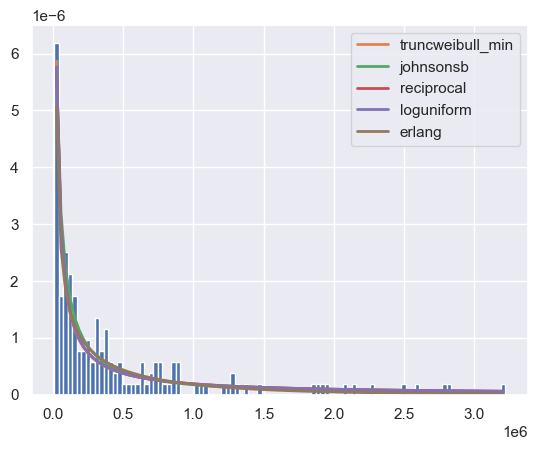 1e−6
truncweibull_min
johnsonsb
reciprocal
loguniform
erlang
6
5
4
3
2
1
0
0.0 0.5 1.0 1.5 2.0 2.5 3.0
1e6